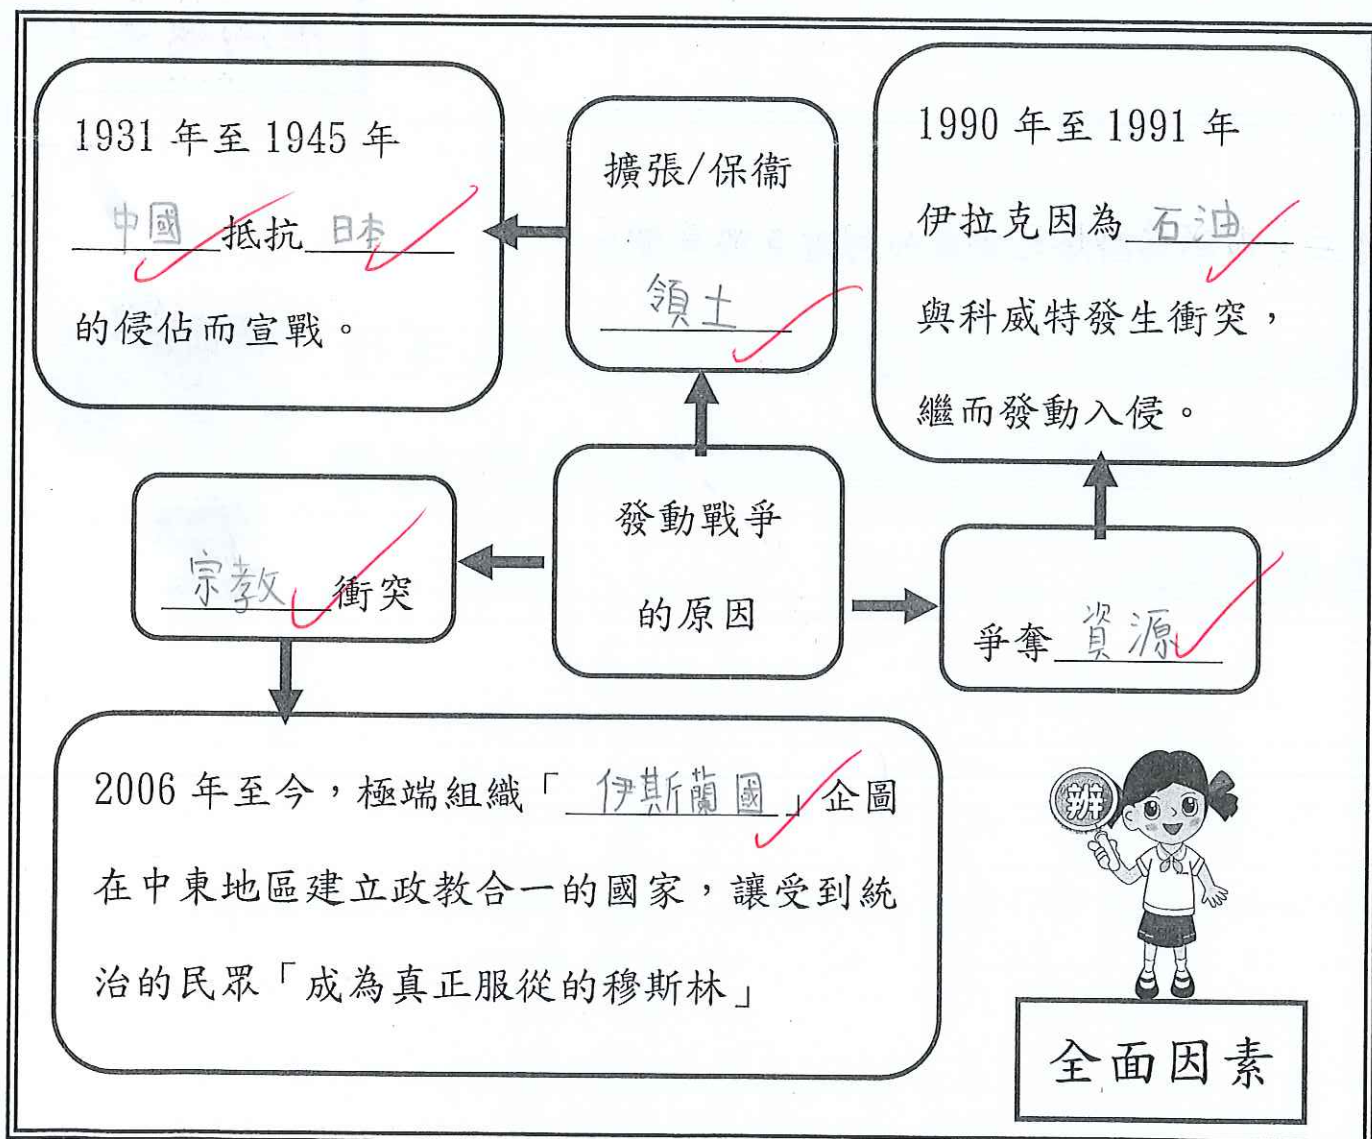 1931 年至 1945 年
中國抵抗日本
的侵佔而宣戰。
擴張/保衞
領土
1990 年至 1991 年
伊拉克因為石油
與科威特發生衝突，
繼而發動入侵。
宗教衝突
發動戰爭
的原因
爭奪資源
2006 年至今，極端組織「伊斯蘭國」企圖
在中東地區建立政教合一的國家，讓受到統
治的民眾「成為真正服從的穆斯林」
辨
全面因素